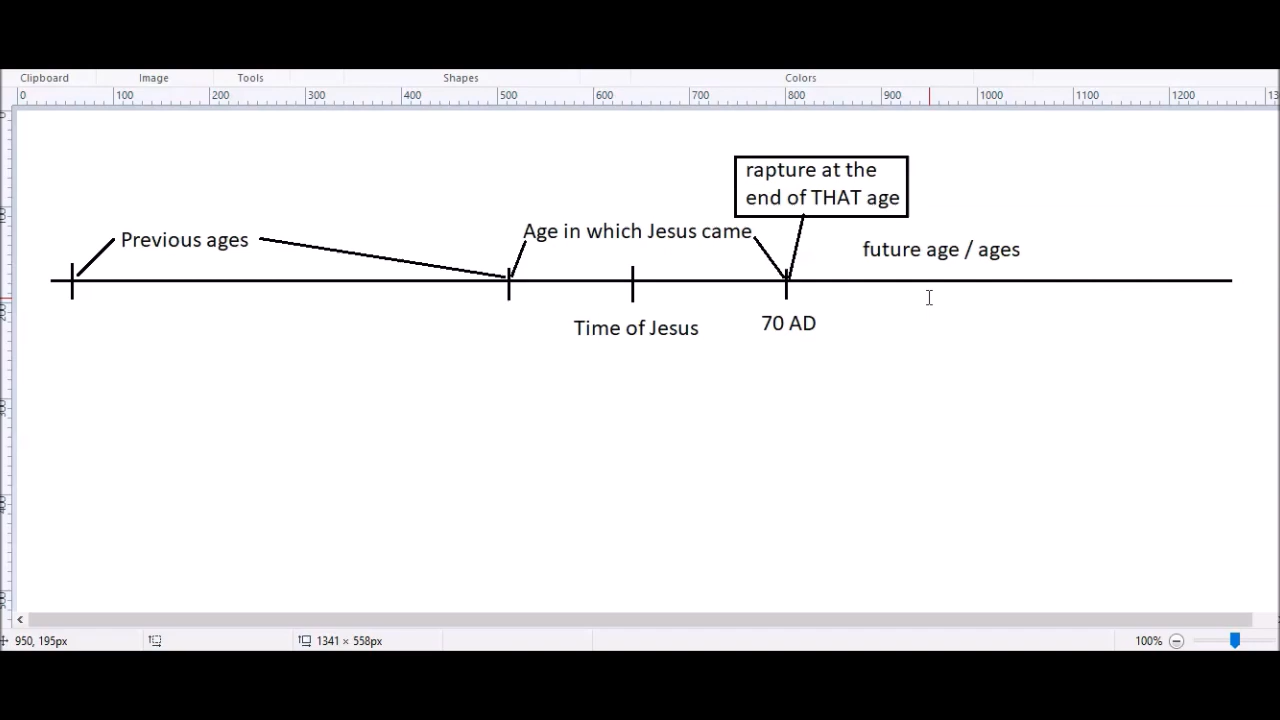 Clipboard Image Tools Shapes Colors
0 100 200 300 400 500 600 700 800 900 1000 1100 1200
rapture at the
end of THAT age
Previous ages
Age in which Jesus came
future age / ages
Time of Jesus
70 AD
950, 195px
1341 × 558px
100%